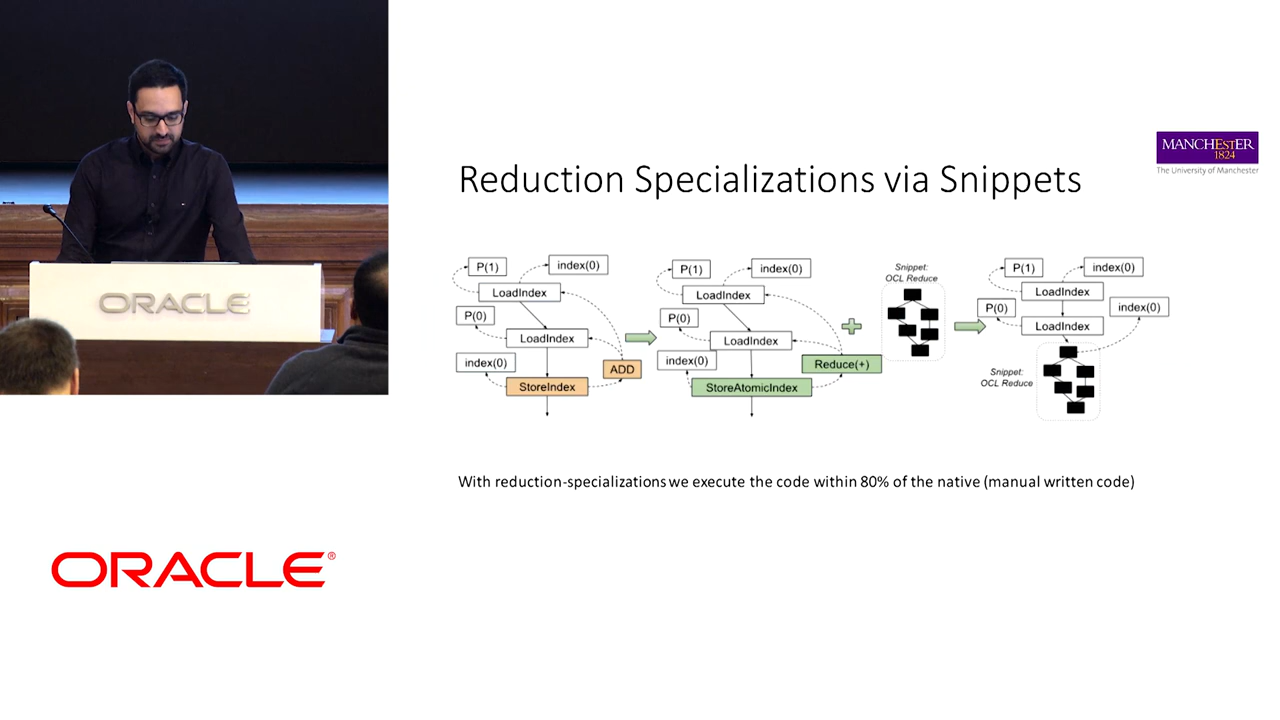 ORACLE
MANCHESTER
1824
The University of Manchester
Reduction Specializations via Snippets
P(1)
index(0)
LoadIndex
P(0)
LoadIndex
index(0)
ADD
StoreIndex
P(1)
index(0)
LoadIndex
P(0)
LoadIndex
index(0)
Reduce(+)
StoreAtomicIndex
Snippet:
OCL Reduce
P(1)
index(0)
LoadIndex
P(0)
index(0)
LoadIndex
Snippet:
OCL Reduce
With reduction-specializations we execute the code within 80% of the native (manual written code)
ORACLE®